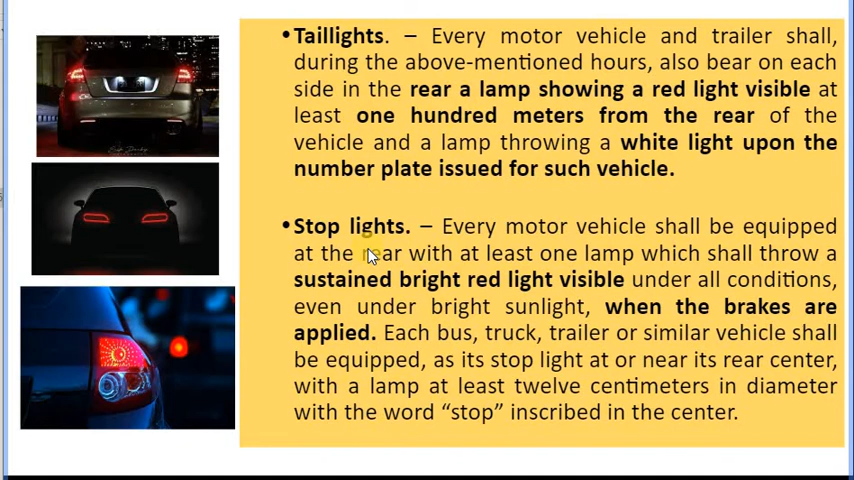 •Taillights. – Every motor vehicle and trailer shall,
during the above-mentioned hours, also bear on each
side in the rear a lamp showing a red light visible at
least one hundred meters from the rear of the
vehicle and a lamp throwing a white light upon the
number plate issued for such vehicle.
•Stop lights. – Every motor vehicle shall be equipped
at the rear with at least one lamp which shall throw a
sustained bright red light visible under all conditions,
even under bright sunlight, when the brakes are
applied. Each bus, truck, trailer or similar vehicle shall
be equipped, as its stop light at or near its rear center,
with a lamp at least twelve centimeters in diameter
with the word “stop” inscribed in the center.